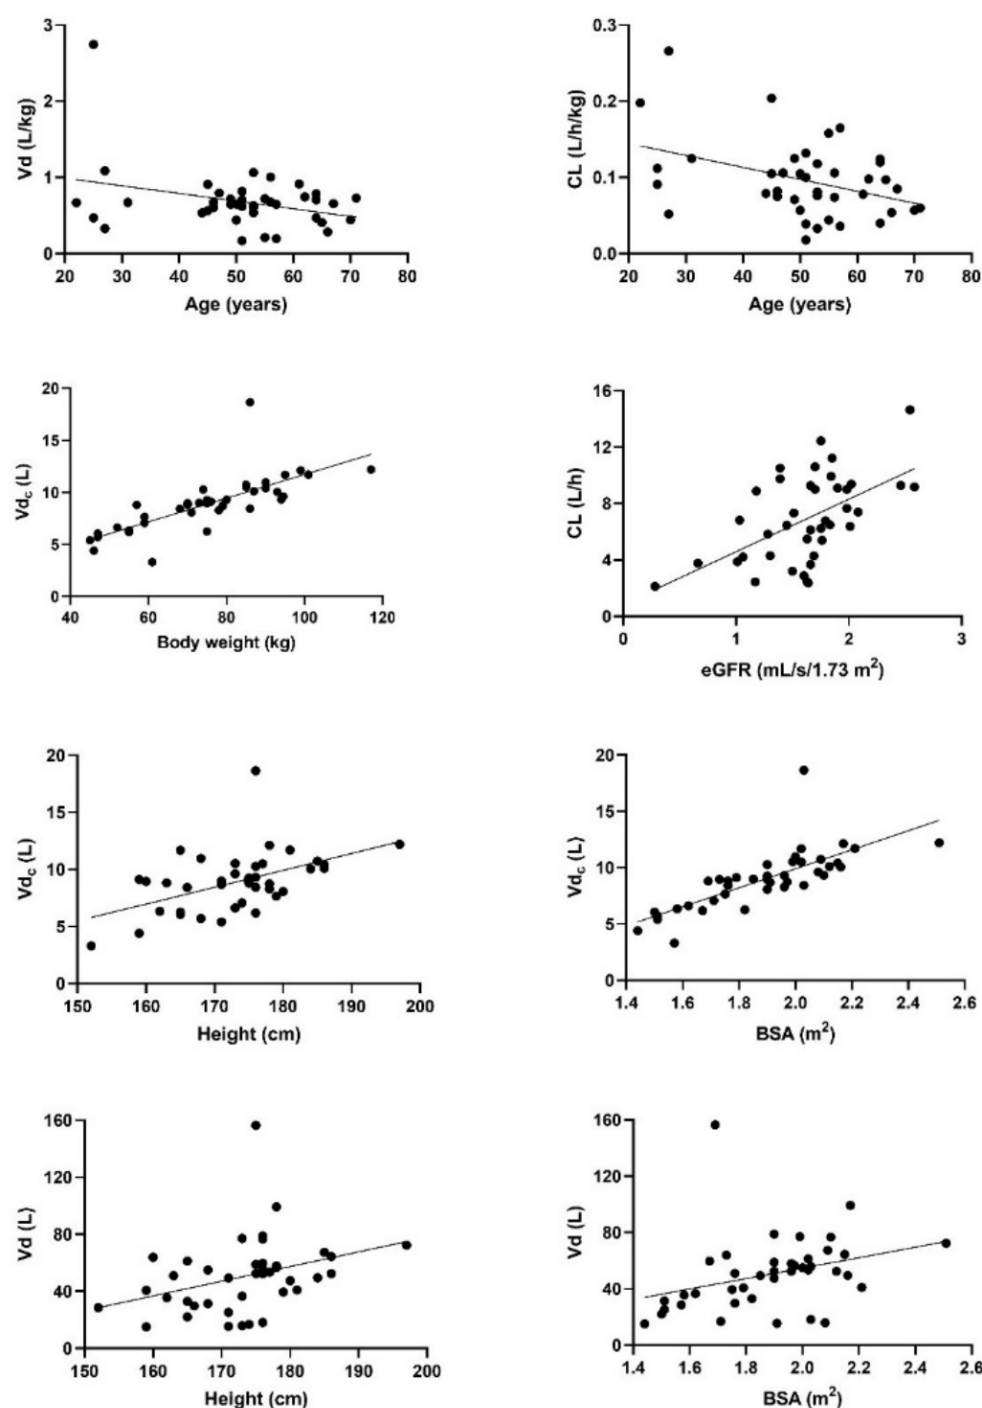 3
2
1
0
Vd (L/kg)
20 30 40 50 60 70 80
Age (years)
0.3
0.2
0.1
0.0
CL (L/h/kg)
20 30 40 50 60 70 80
Age (years)
20
15
10
5
0
Vdc (L)
40 60 80 100 120
Body weight (kg)
16
12
8
4
0
CL (L/h)
0 1 2 3
eGFR (mL/s/1.73 m²)
20
15
10
5
0
Vdc (L)
150 160 170 180 190 200
Height (cm)
20
15
10
5
0
Vdc (L)
1.4 1.6 1.8 2.0 2.2 2.4 2.6
BSA (m²)
160
120
80
40
0
Vd (L)
150 160 170 180 190 200
Height (cm)
160
120
80
40
0
Vd (L)
1.4 1.6 1.8 2.0 2.2 2.4 2.6
BSA (m²)